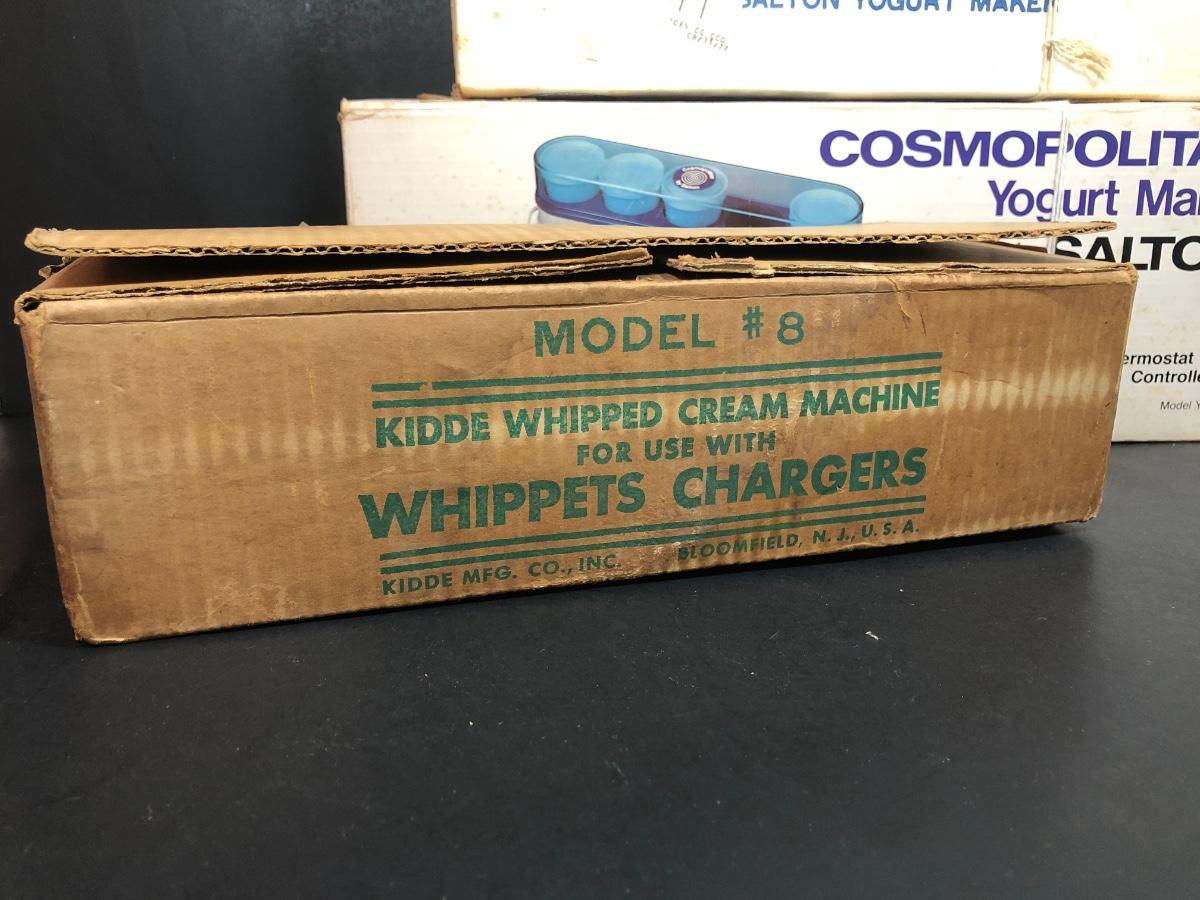 SALTON YOGURT MAKER
COSMOPOLITA
Yogurt Ma
SALTO
ermostat
Controlle
Model Y
MODEL #8
KIDDE WHIPPED CREAM MACHINE
FOR USE WITH
WHIPPETS CHARGERS
KIDDE MFG. CO., INC. BLOOMFIELD, N. J., U. S. A.